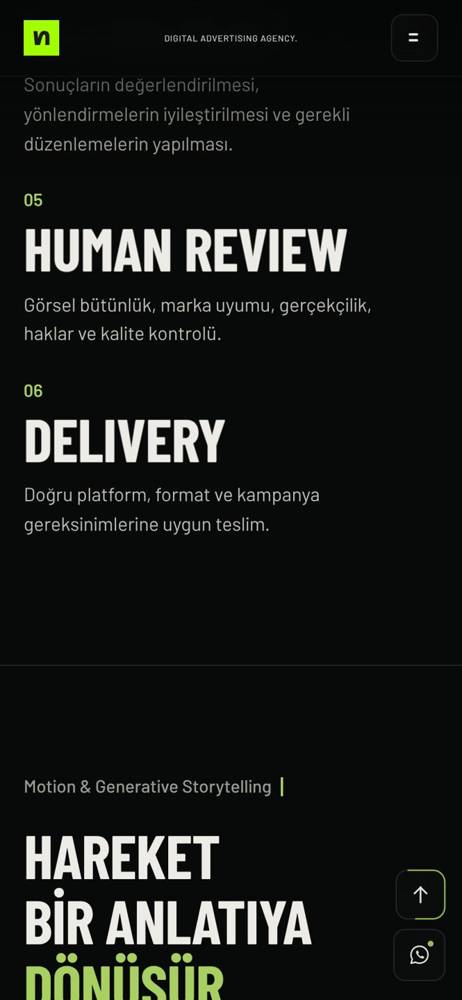 n
DIGITAL ADVERTISING AGENCY.
Sonuçların değerlendirilmesi,
yönlendirmelerin iyileştirilmesi ve gerekli
düzenlemelerin yapılması.
05
HUMAN REVIEW
Görsel bütünlük, marka uyumu, gerçekçilik,
haklar ve kalite kontrolü.
06
DELIVERY
Doğru platform, format ve kampanya
gereksinimlerine uygun teslim.
Motion & Generative Storytelling
HAREKET
BİR ANLATIYA
DÖNÜŞÜR